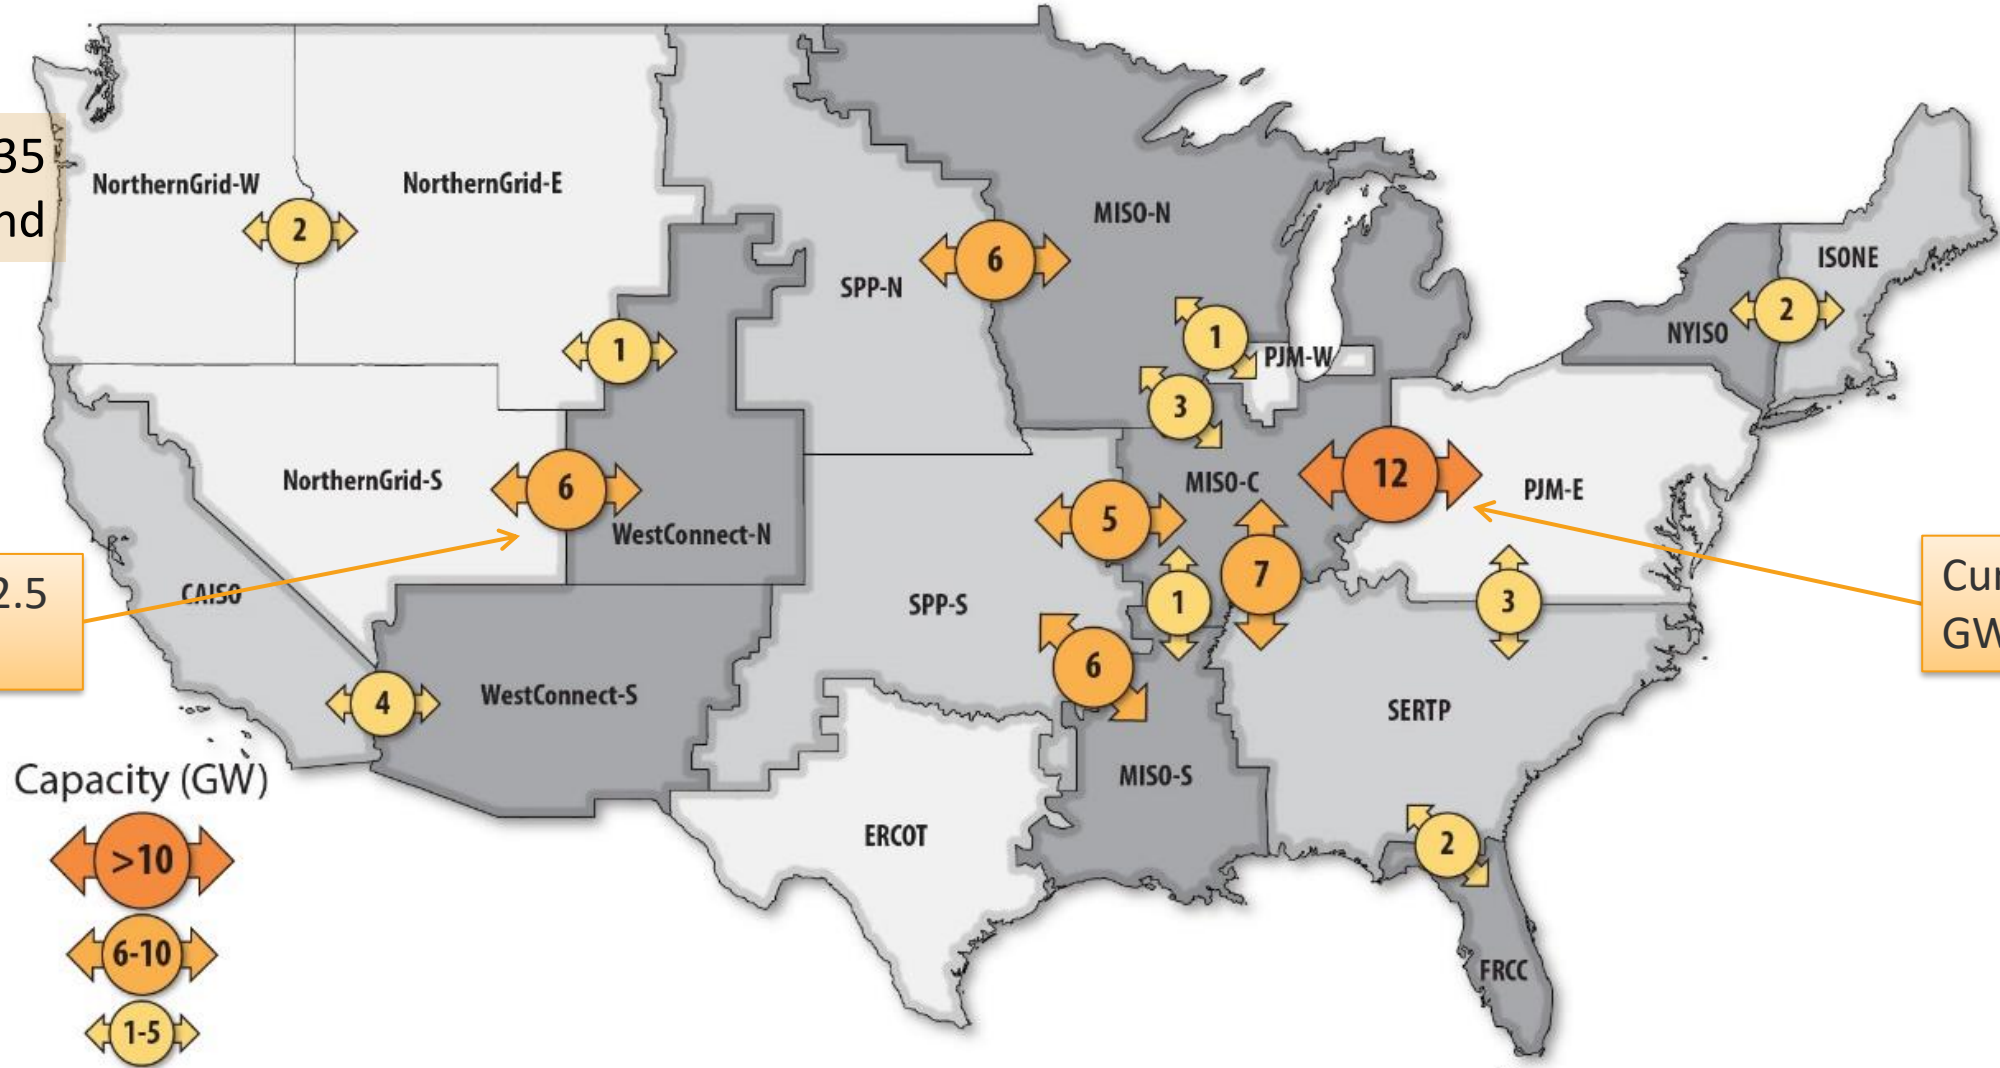 35
nd
NorthernGrid-W
NorthernGrid-E
2
MISO-N
6
SPP-N
ISONE
2
NYISO
1
1
PJM-W
3
NorthernGrid-S
6
WestConnect-N
MISO-C
12
PJM-E
5
7
2.5
CAISO
SPP-S
1
3
Cur
GW
6
WestConnect-S
4
SERTP
MISO-S
Capacity (GW)
ERCOT
2
>10
6-10
FRCC
1-5